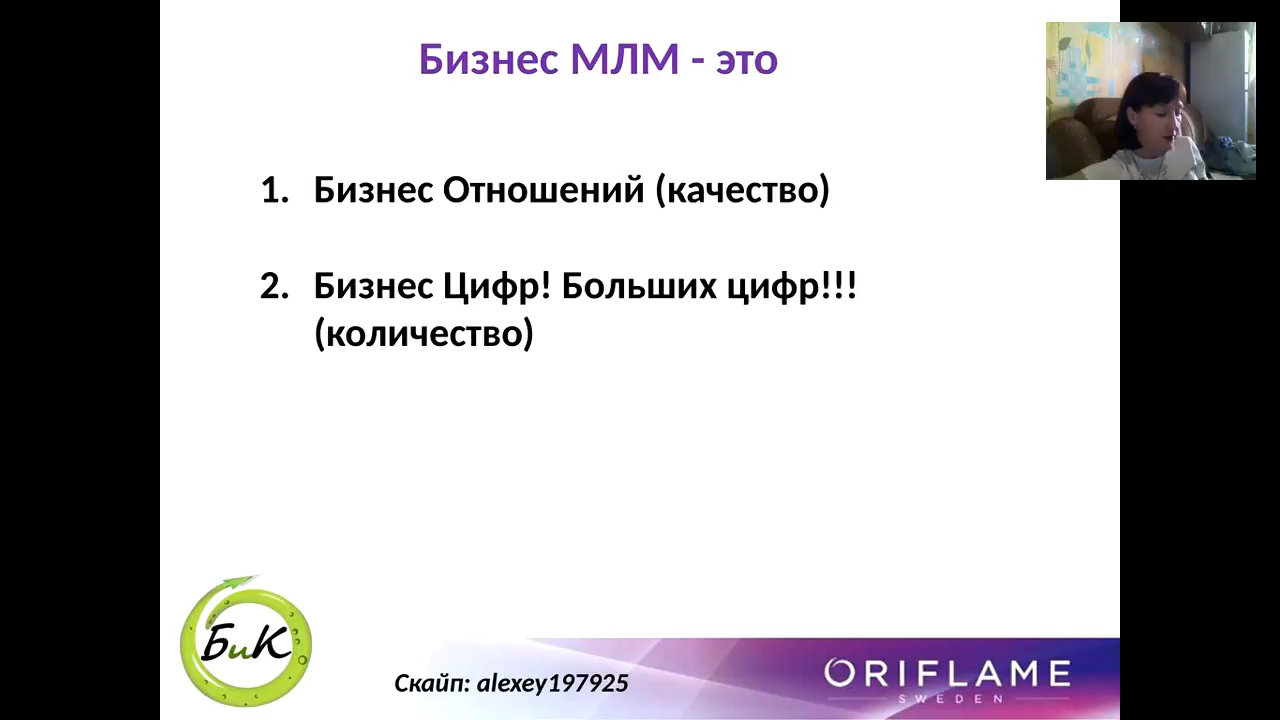 Бизнес МЛМ - это
1. Бизнес Отношений (качество)
2. Бизнес Цифр! Больших цифр!!!
(количество)
БиК
Скайп: alexey197925
ORIFLAME
SWEDEN